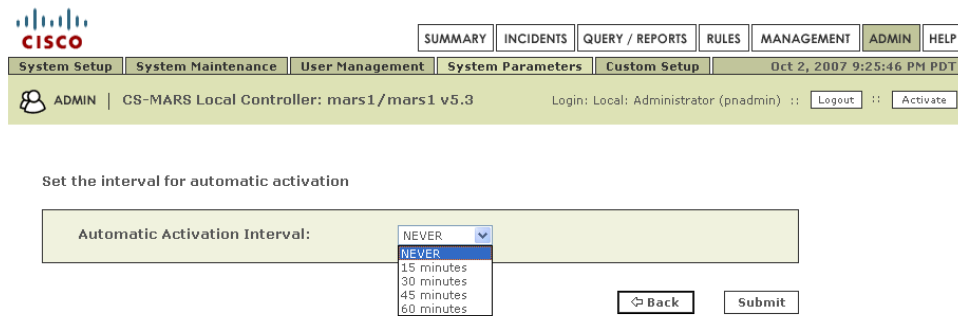 CISCO
SUMMARY INCIDENTS QUERY / REPORTS RULES MANAGEMENT ADMIN HELP
System Setup System Maintenance User Management System Parameters Custom Setup Oct 2, 2007 9:25:46 PM PDT
ADMIN | CS-MARS Local Controller: mars1/mars1 v5.3 Login: Local: Administrator (pnadmin) :: Logout :: Activate
Set the interval for automatic activation
Automatic Activation Interval: NEVER
NEVER
15 minutes
30 minutes
45 minutes
60 minutes
Back Submit